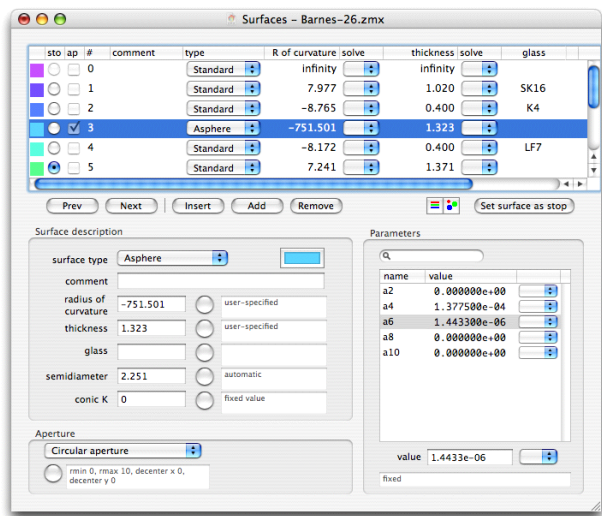 Surfaces – Barnes-26.zmx
sto ap # comment type R of curvature solve thickness solve glass
0 Standard infinity infinity
1 Standard 7.977 1.020 SK16
2 Standard -8.765 0.400 K4
3 Asphere -751.501 1.323
4 Standard -8.172 0.400 LF7
5 Standard 7.241 1.371
Prev Next Insert Add Remove Set surface as stop
Surface description
surface type Asphere
comment
radius of curvature -751.501 user-specified
thickness 1.323 user-specified
glass
semidiameter 2.251 automatic
conic K 0 fixed value
Aperture
Circular aperture
rmin 0, rmax 10, decenter x 0,
decenter y 0
Parameters
name value
a2 0.000000e+00
a4 1.377500e-04
a6 1.443300e-06
a8 0.000000e+00
a10 0.000000e+00
value 1.4433e-06
fixed